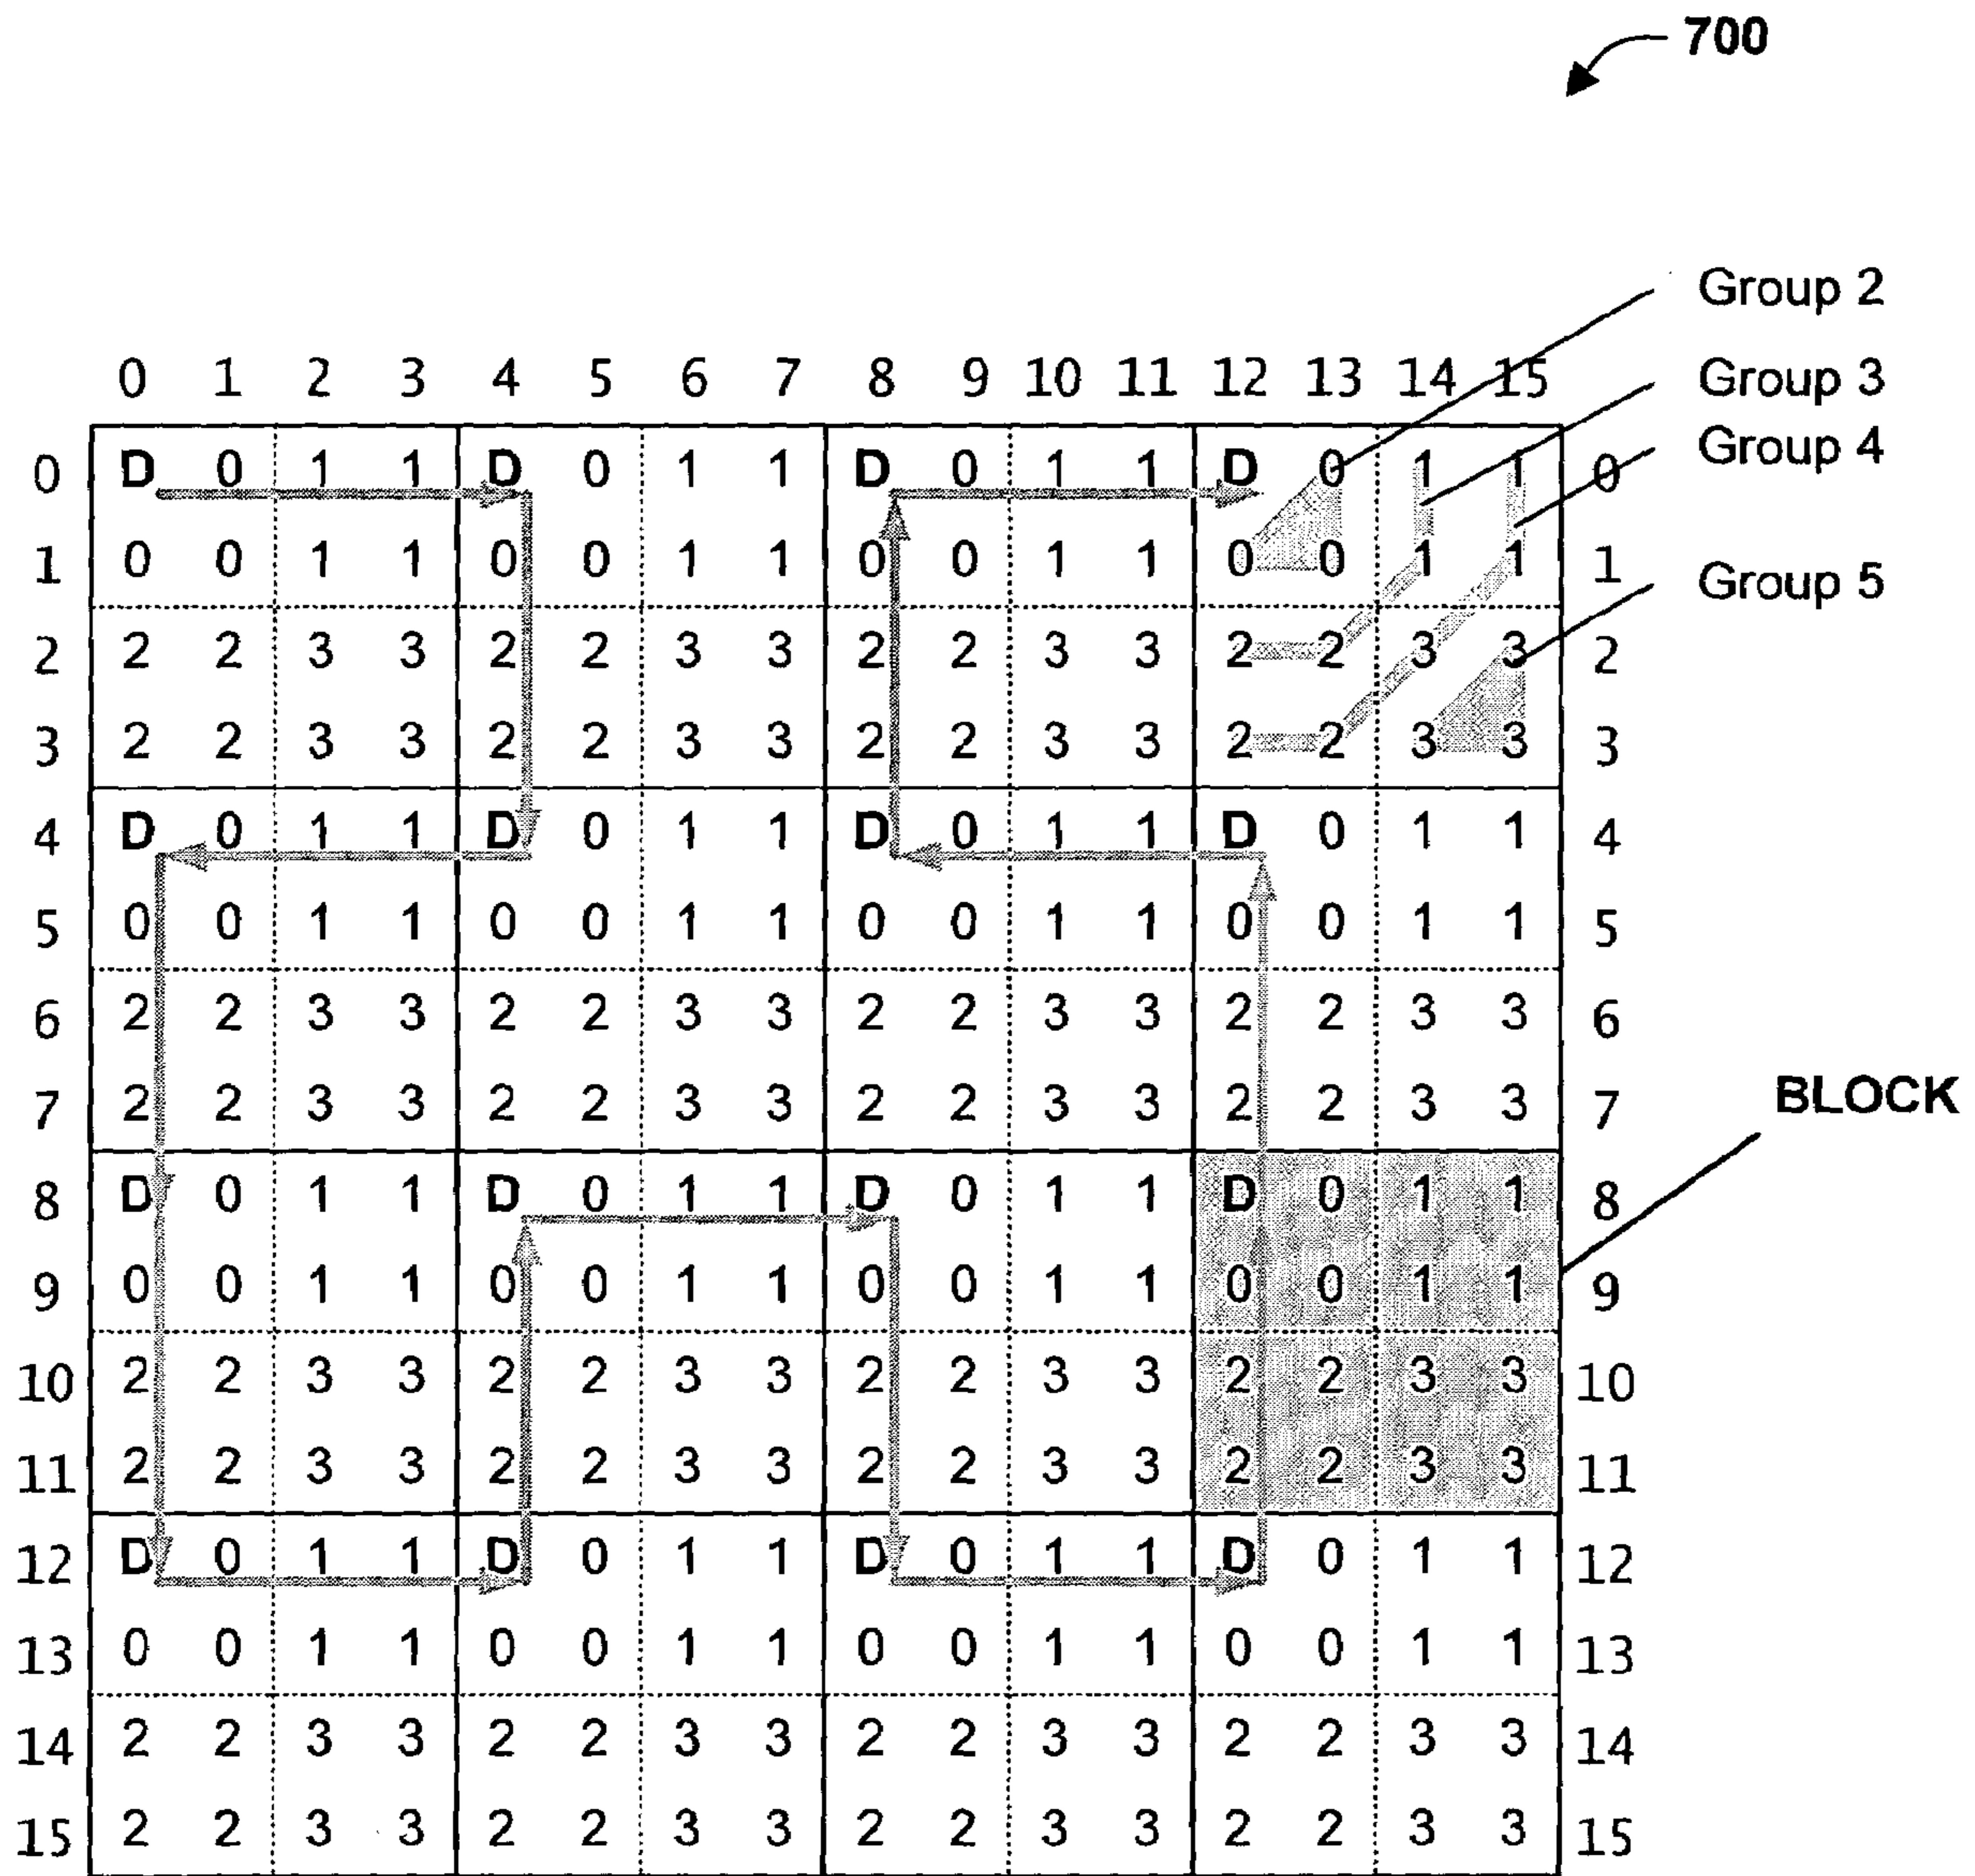 700
Group 2
0 1 2 3 4 5 6 7 8 9 10 11 12 13 14 15 Group 3
0 D 0 1 1 D 0 1 1 D 0 1 1 D 0 1 1 0 Group 4
1 0 0 1 1 0 0 1 1 0 0 1 1 0 0 1 1 1 Group 5
2 2 2 3 3 2 2 3 3 2 2 3 3 2 2 3 3 2
3 2 2 3 3 2 2 3 3 2 2 3 3 2 2 3 3 3
4 D 0 1 1 D 0 1 1 D 0 1 1 D 0 1 1 4
5 0 0 1 1 0 0 1 1 0 0 1 1 0 0 1 1 5
6 2 2 3 3 2 2 3 3 2 2 3 3 2 2 3 3 6
7 2 2 3 3 2 2 3 3 2 2 3 3 2 2 3 3 7 BLOCK
8 D 0 1 1 D 0 1 1 D 0 1 1 D 0 1 1 8
9 0 0 1 1 0 0 1 1 0 0 1 1 0 0 1 1 9
10 2 2 3 3 2 2 3 3 2 2 3 3 2 2 3 3 10
11 2 2 3 3 2 2 3 3 2 2 3 3 2 2 3 3 11
12 D 0 1 1 D 0 1 1 D 0 1 1 D 0 1 1 12
13 0 0 1 1 0 0 1 1 0 0 1 1 0 0 1 1 13
14 2 2 3 3 2 2 3 3 2 2 3 3 2 2 3 3 14
15 2 2 3 3 2 2 3 3 2 2 3 3 2 2 3 3 15